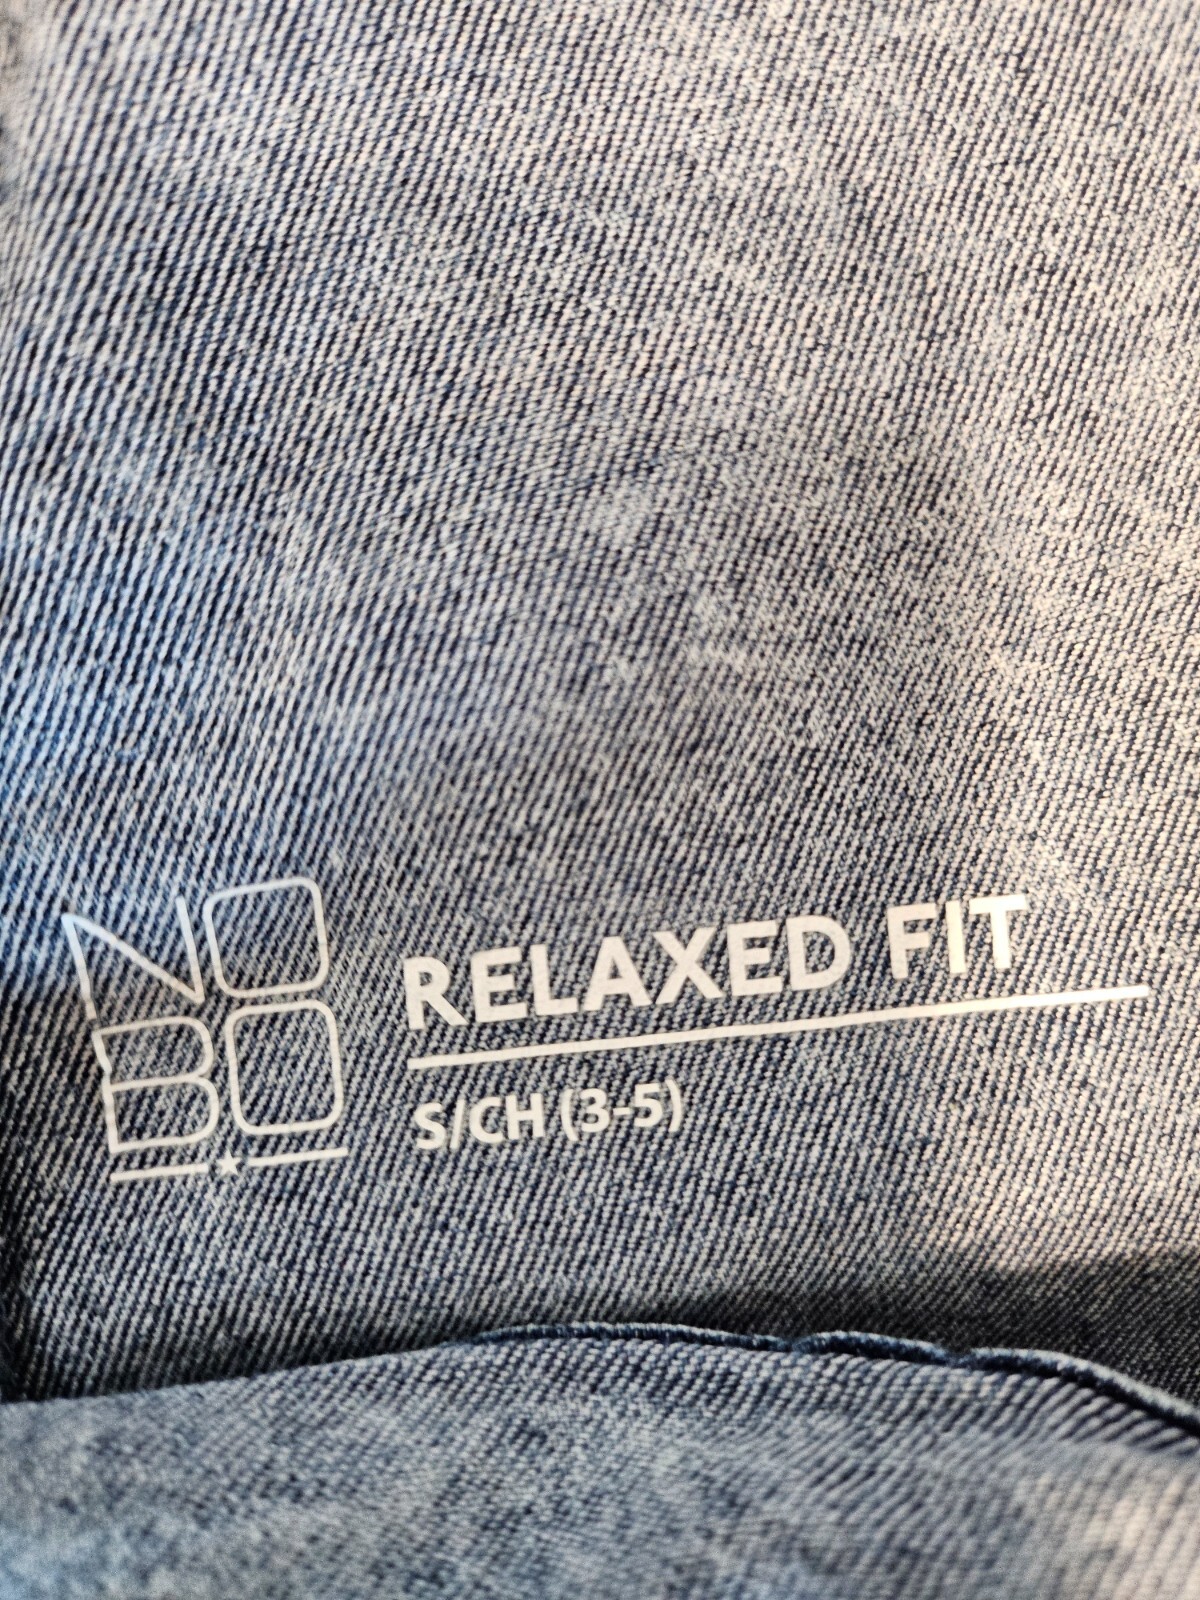 NO
BO
RELAXED FIT
S/CH (3-5)